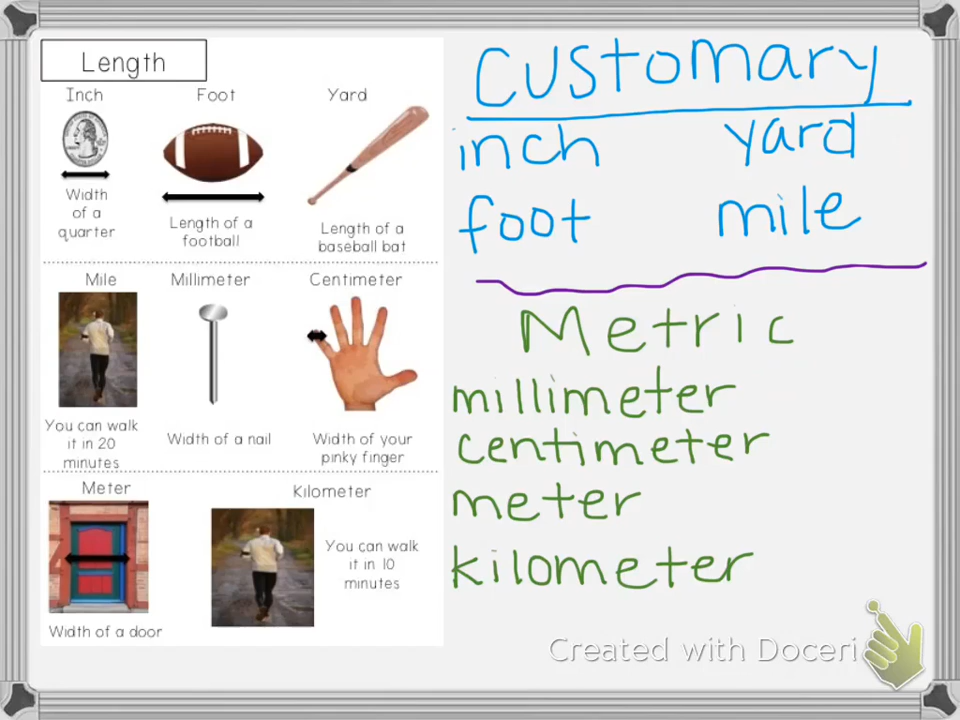 Length
Inch
Foot
Yard
Width
of a
quarter
Length of a
football
Length of a
baseball bat
Mile
Millimeter
Centimeter
You can walk
it in 20
minutes
Width of a nail
Width of your
pinky finger
Meter
Kilometer
Width of a door
You can walk
it in 10
minutes
Customary
inch yard
foot mile
Metric
millimeter
centimeter
meter
kilometer
Created with Doceri